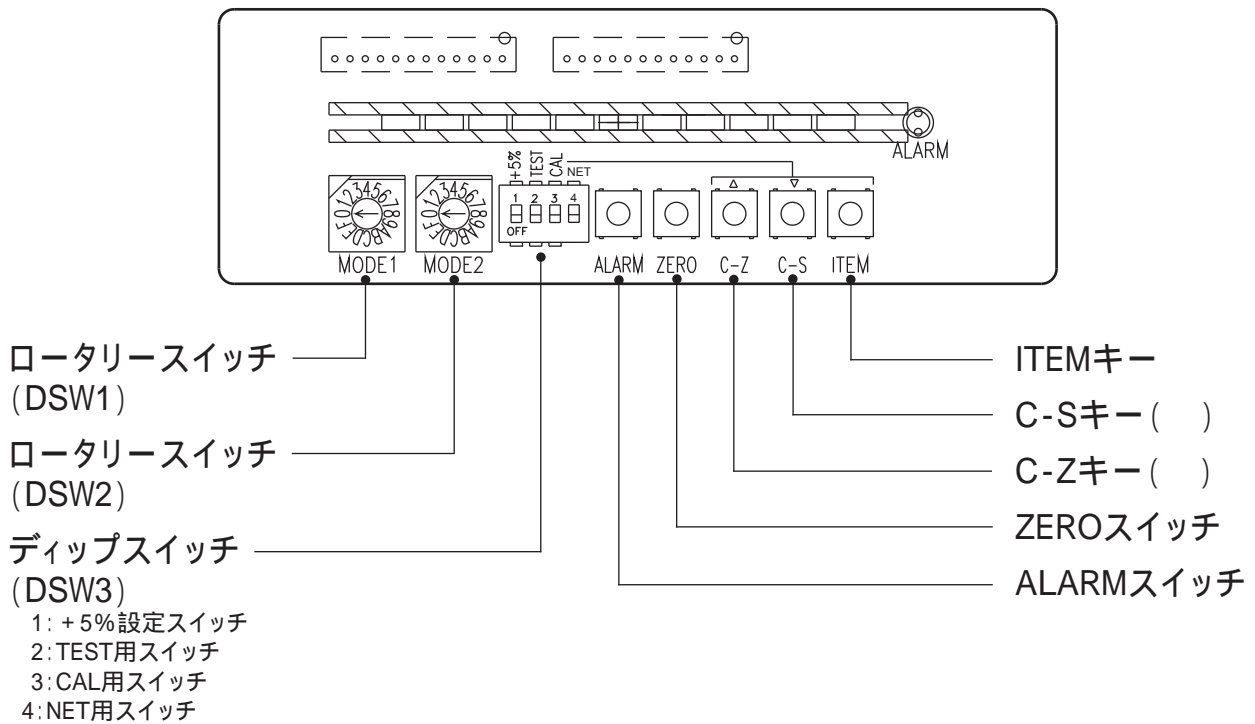 ALARM
+5%
TEST
CAL
NET
0123456789ABCDEF
0123456789ABCDEF
1 2 3 4
OFF
△
▽
MODE1
MODE2
ALARM
ZERO
C-Z
C-S
ITEM
ロータリースイッチ
(DSW1)
ロータリースイッチ
(DSW2)
ディップスイッチ
(DSW3)
1:+5%設定スイッチ
2:TEST用スイッチ
3:CAL用スイッチ
4:NET用スイッチ
ITEMキー
C-Sキー( )
C-Zキー( )
ZEROスイッチ
ALARMスイッチ